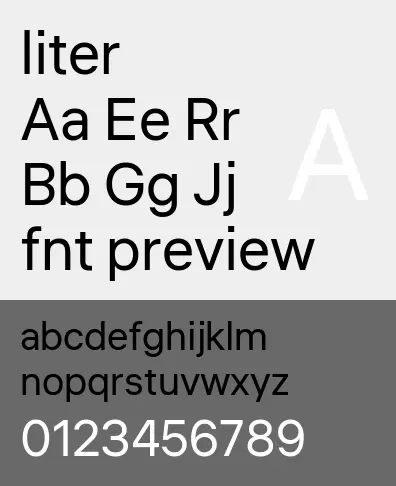 liter
Aa Ee Rr
Bb Gg Jj
A
fnt preview
abcdefghijklm
nopqrstuvwxyz
0123456789